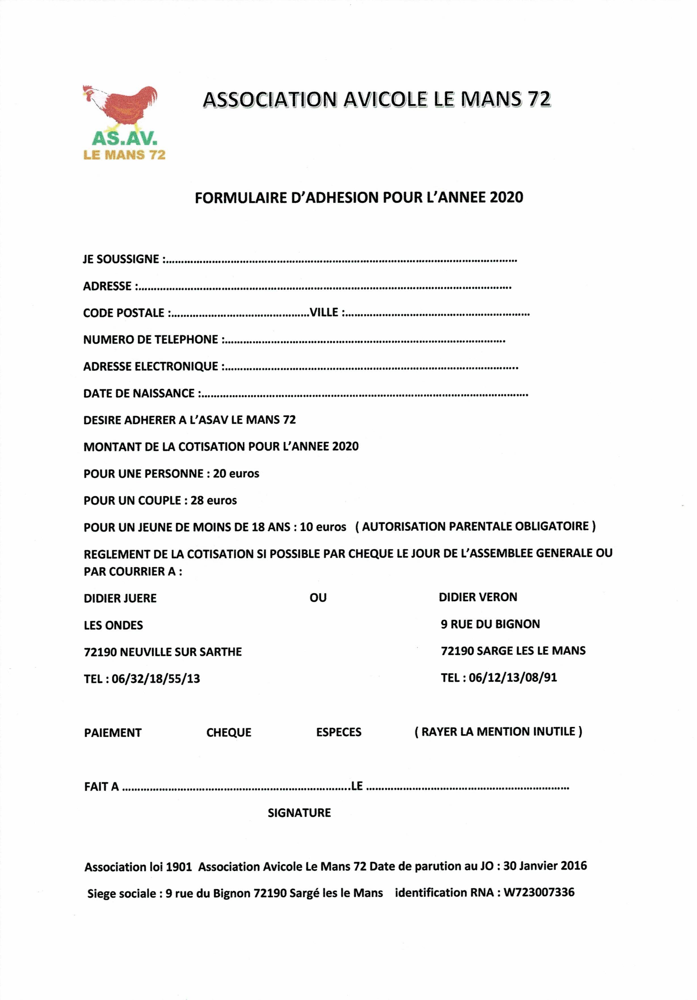 ASSOCIATION AVICOLE LE MANS 72
AS.AV.
LE MANS 72
FORMULAIRE D'ADHESION POUR L'ANNEE 2020
JE SOUSSIGNE :..........................................................................................................
ADRESSE :..........................................................................................................
CODE POSTALE :.............................................VILLE :............................................................
NUMERO DE TELEPHONE :............................................................................................
ADRESSE ELECTRONIQUE :................................................................................................
DATE DE NAISSANCE :...........................................................................................................
DESIRE ADHERER A L'ASAV LE MANS 72
MONTANT DE LA COTISATION POUR L'ANNEE 2020
POUR UNE PERSONNE : 20 euros
POUR UN COUPLE : 28 euros
POUR UN JEUNE DE MOINS DE 18 ANS : 10 euros ( AUTORISATION PARENTALE OBLIGATOIRE )
REGLEMENT DE LA COTISATION SI POSSIBLE PAR CHEQUE LE JOUR DE L'ASSEMBLEE GENERALE OU
PAR COURRIER A :
DIDIER JUERE OU DIDIER VERON
LES ONDES 9 RUE DU BIGNON
72190 NEUVILLE SUR SARTHE 72190 SARGE LES LE MANS
TEL : 06/32/18/55/13 TEL : 06/12/13/08/91
PAIEMENT CHEQUE ESPECES ( RAYER LA MENTION INUTILE )
FAIT A ...........................................................................LE ..................................................................
SIGNATURE
Association loi 1901 Association Avicole Le Mans 72 Date de parution au JO : 30 Janvier 2016
Siege sociale : 9 rue du Bignon 72190 Sargé les le Mans identification RNA : W723007336